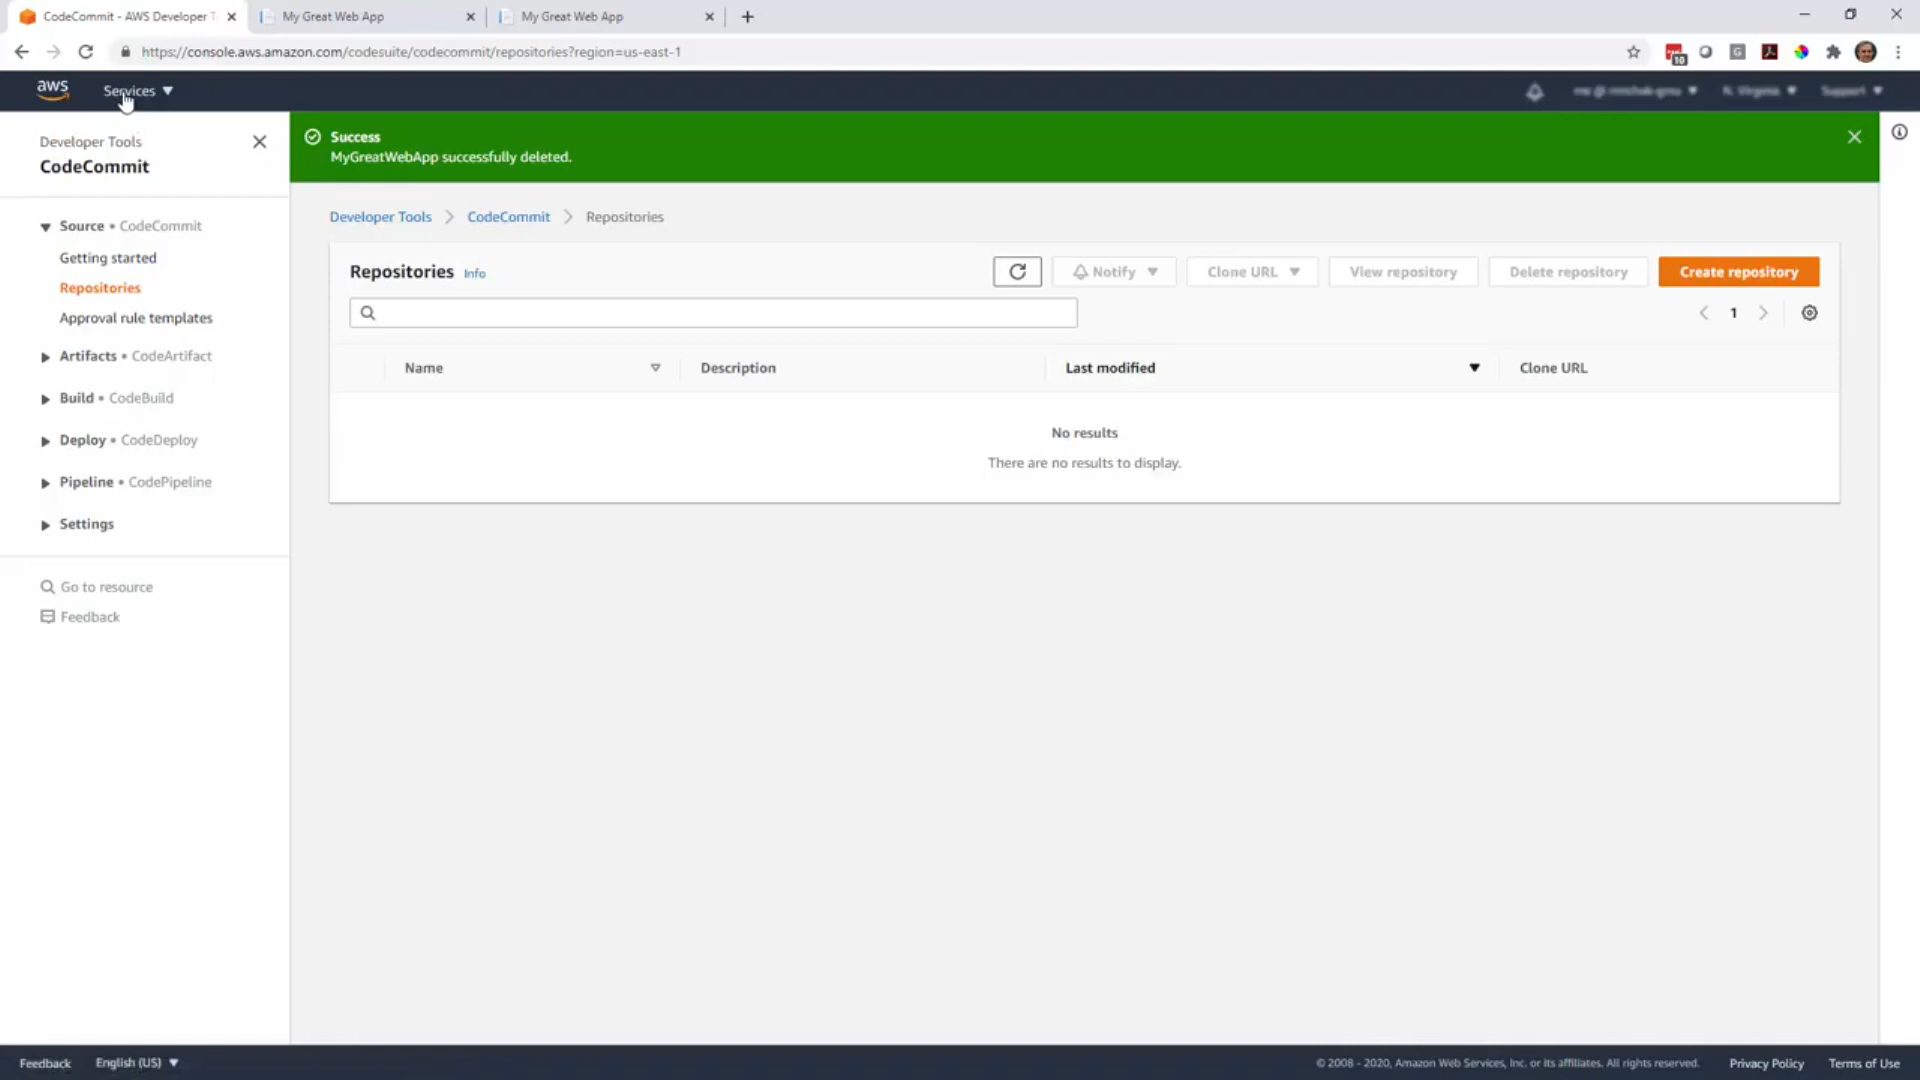 CodeCommit - AWS Developer T
My Great Web App
My Great Web App
https://console.aws.amazon.com/codesuite/codecommit/repositories?region=us-east-1
10
G
aws
Services
N. Virginia
Support
Developer Tools
CodeCommit
Success
MyGreatWebApp successfully deleted.
Source • CodeCommit
Getting started
Repositories
Approval rule templates
Artifacts • CodeArtifact
Build • CodeBuild
Deploy • CodeDeploy
Pipeline • CodePipeline
Settings
Go to resource
Feedback
Developer Tools
CodeCommit
Repositories
Repositories Info
Notify
Clone URL
View repository
Delete repository
Create repository
1
Name
Description
Last modified
Clone URL
No results
There are no results to display.
Feedback
English (US)
© 2008 - 2020, Amazon Web Services, Inc. or its affiliates. All rights reserved.
Privacy Policy
Terms of Use